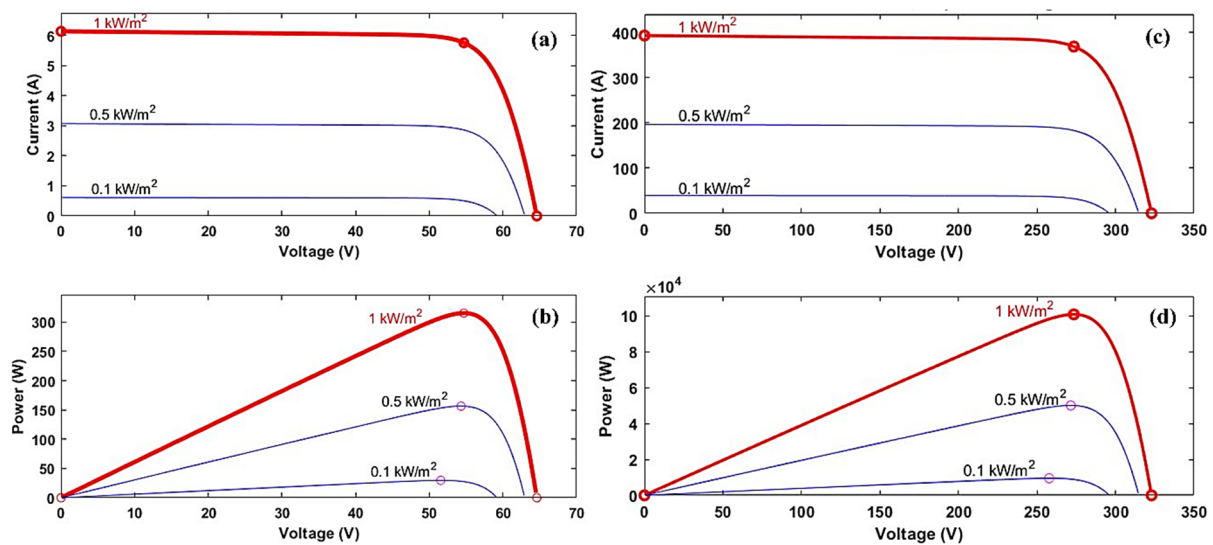 1 kW/m²
(a)
0.5 kW/m²
0.1 kW/m²
6
5
4
3
2
1
0
Current (A)
0 10 20 30 40 50 60 70
Voltage (V)
1 kW/m²
(c)
0.5 kW/m²
0.1 kW/m²
400
300
200
100
0
Current (A)
0 50 100 150 200 250 300 350
Voltage (V)
1 kW/m²
(b)
0.5 kW/m²
0.1 kW/m²
300
250
200
150
100
50
0
Power (W)
0 10 20 30 40 50 60 70
Voltage (V)
×10⁴
1 kW/m²
(d)
0.5 kW/m²
0.1 kW/m²
10
8
6
4
2
0
Power (W)
0 50 100 150 200 250 300 350
Voltage (V)